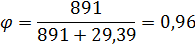 φ = 891 / (891 + 29,39) = 0,96